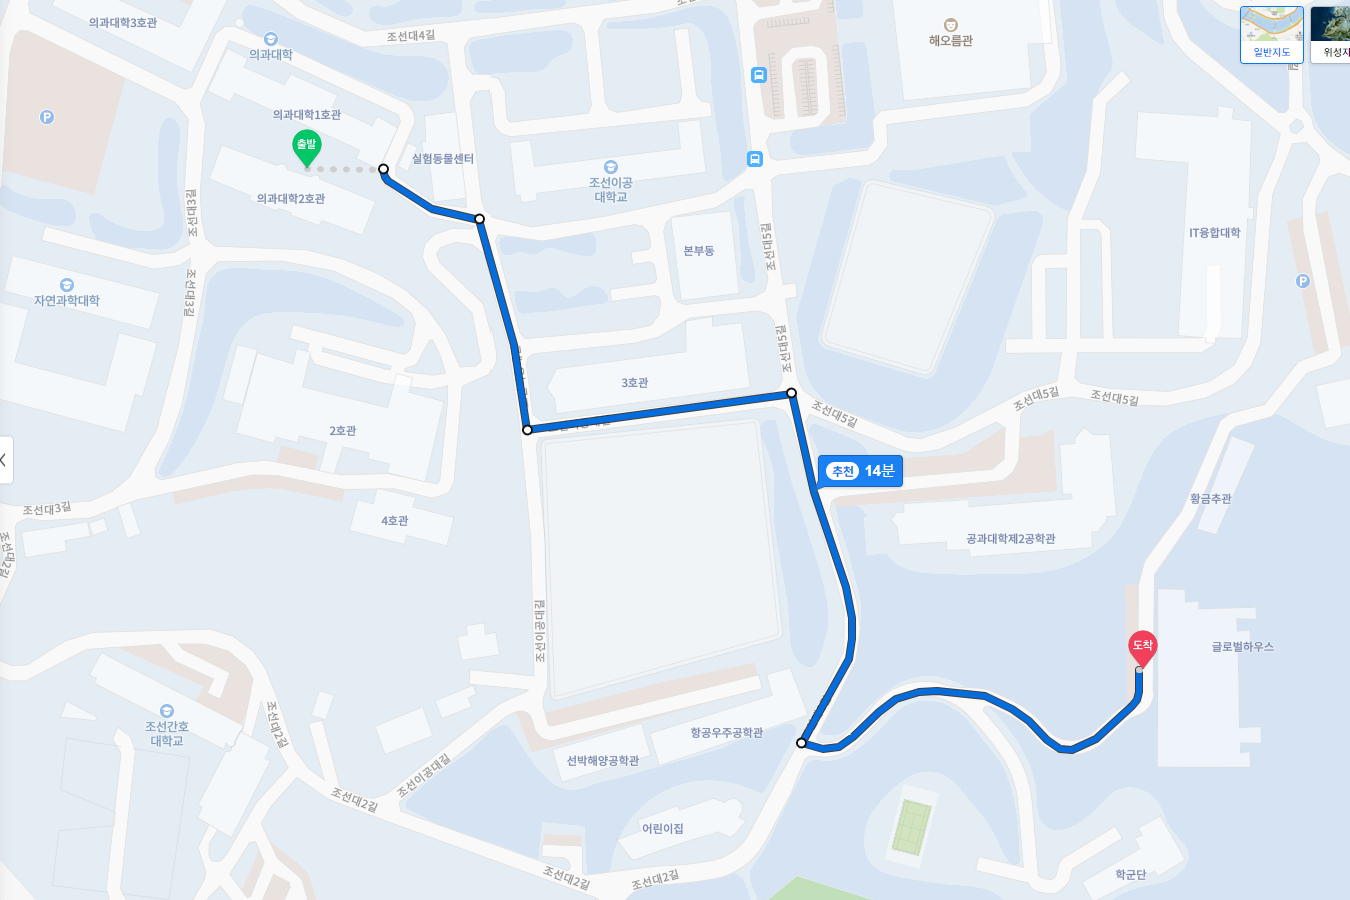 의과대학3호관
조선대4길
해오름관
일반지도
의과대학
P
의과대학1호관
출발
실험동물센터
조선이공
대학교
의과대학2호관
조선대3길
조선대5길
본부동
IT융합대학
자연과학대학
조선대3길
P
조선대5길
3호관
조선대5길
조선대5길
조선대5길
2호관
추천 14분
황금추관
조선대3길
4호관
공과대학제2공학관
조선대2길
조선이공대길
도착
글로벌하우스
조선대2길
조선간호
대학교
항공우주공학관
선박해양공학관
조선이공대길
조선대2길
어린이집
조선대2길
조선대2길
학군단